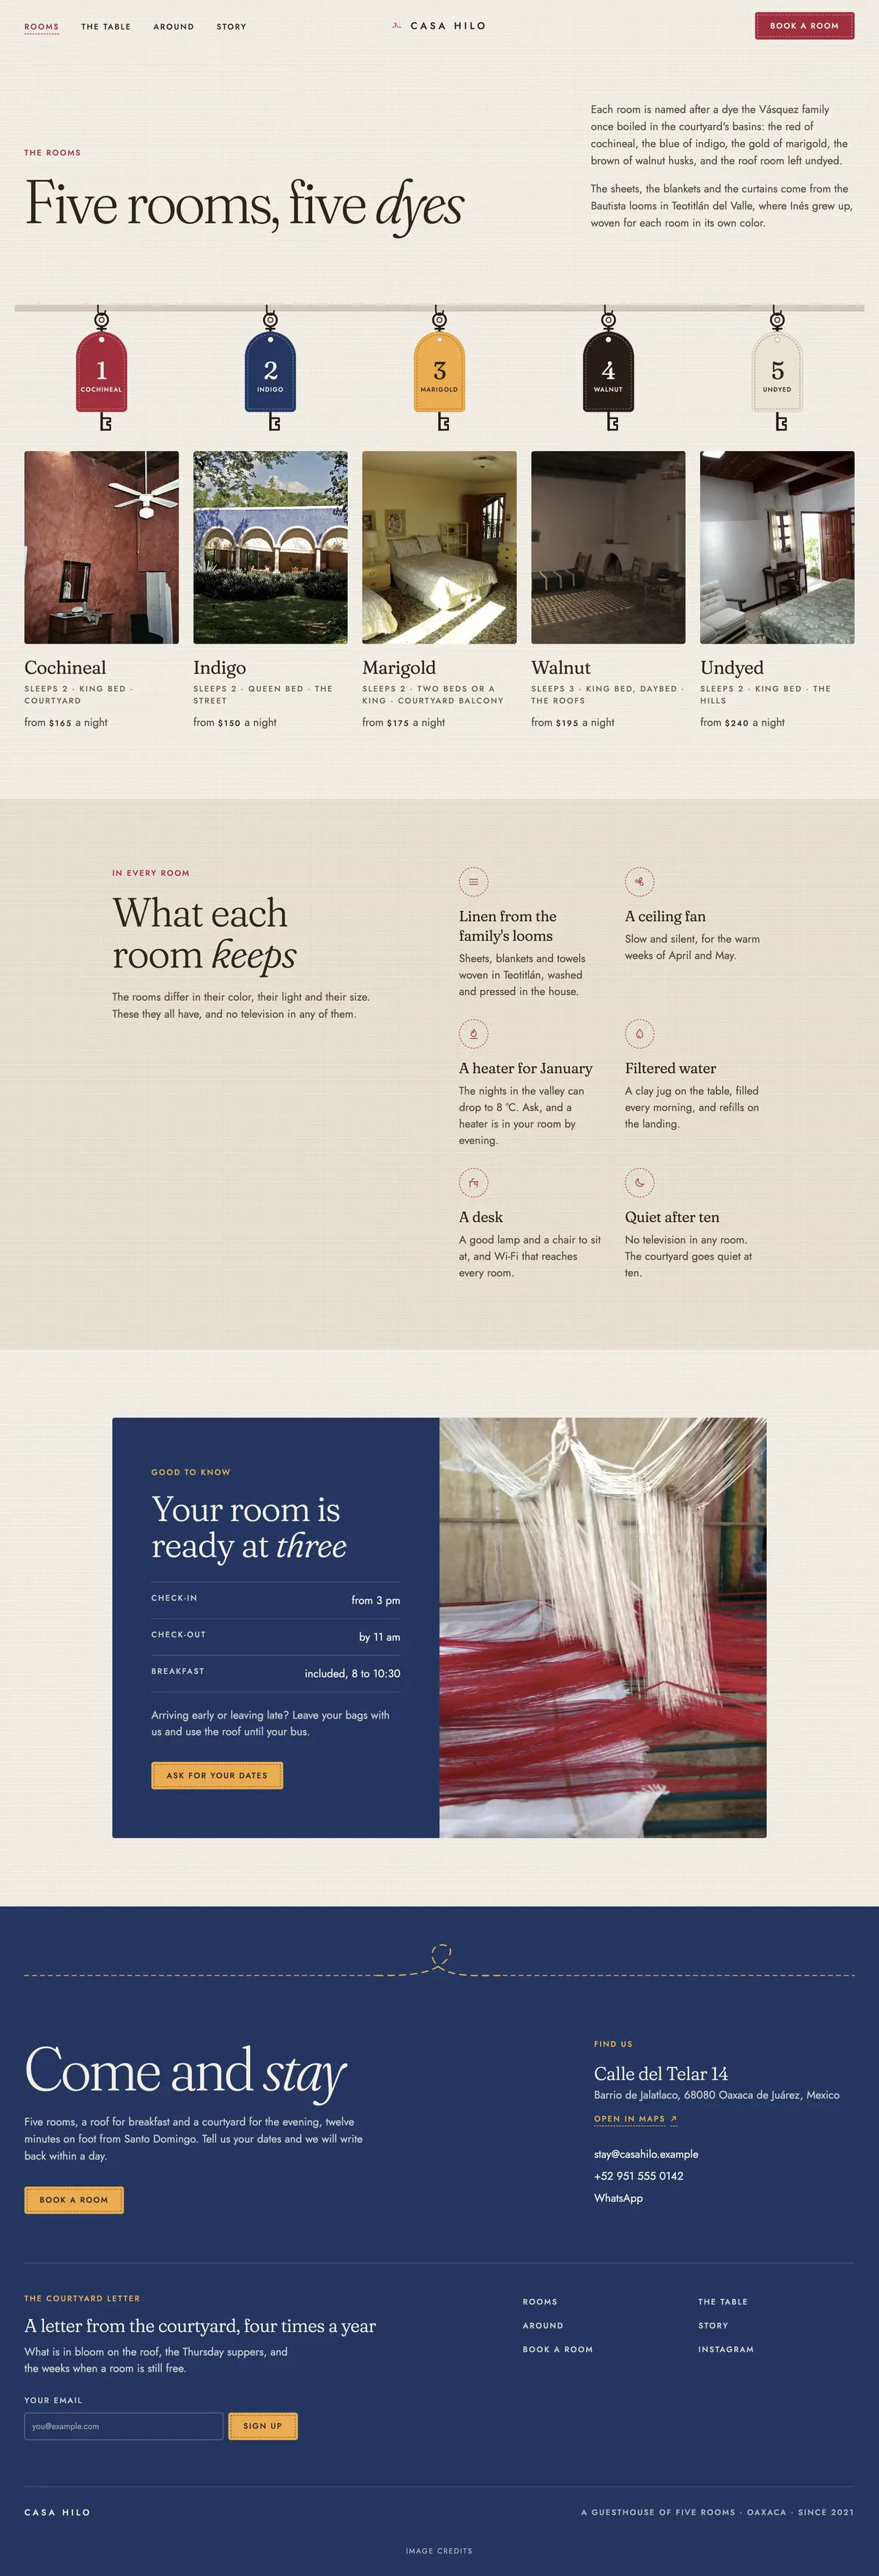 ROOMS THE TABLE AROUND STORY CASA HILO BOOK A ROOM
THE ROOMS
Five rooms, five dyes
Each room is named after a dye the Vásquez family
once boiled in the courtyard's basins: the red of
cochineal, the blue of indigo, the gold of marigold, the
brown of walnut husks, and the roof room left undyed.
The sheets, the blankets and the curtains come from the
Bautista looms in Teotitlán del Valle, where Inés grew up,
woven for each room in its own color.
1
COCHINEAL
2
INDIGO
3
MARIGOLD
4
WALNUT
5
UNDYED
Cochineal
SLEEPS 2 · KING BED ·
COURTYARD
from $165 a night
Indigo
SLEEPS 2 · QUEEN BED · THE
STREET
from $150 a night
Marigold
SLEEPS 2 · TWO BEDS OR A
KING · COURTYARD BALCONY
from $175 a night
Walnut
SLEEPS 3 · KING BED, DAYBED ·
THE ROOFS
from $195 a night
Undyed
SLEEPS 2 · KING BED · THE
HILLS
from $240 a night
IN EVERY ROOM
What each
room keeps
The rooms differ in their color, their light and their size.
These they all have, and no television in any of them.
Linen from the
family's looms
Sheets, blankets and towels
woven in Teotitlán, washed
and pressed in the house.
A ceiling fan
Slow and silent, for the warm
weeks of April and May.
A heater for January
The nights in the valley can
drop to 8 °C. Ask, and a
heater is in your room by
evening.
Filtered water
A clay jug on the table, filled
every morning, and refills on
the landing.
A desk
A good lamp and a chair to sit
at, and Wi-Fi that reaches
every room.
Quiet after ten
No television in any room.
The courtyard goes quiet at
ten.
GOOD TO KNOW
Your room is
ready at three
CHECK-IN from 3 pm
CHECK-OUT by 11 am
BREAKFAST included, 8 to 10:30
Arriving early or leaving late? Leave your bags with
us and use the roof until your bus.
ASK FOR YOUR DATES
Come and stay
Five rooms, a roof for breakfast and a courtyard for the evening, twelve
minutes on foot from Santo Domingo. Tell us your dates and we will write
back within a day.
BOOK A ROOM
FIND US
Calle del Telar 14
Barrio de Jalatlaco, 68080 Oaxaca de Juárez, Mexico
OPEN IN MAPS ↗
stay@casahilo.example
+52 951 555 0142
WhatsApp
THE COURTYARD LETTER
A letter from the courtyard, four times a year
What is in bloom on the roof, the Thursday suppers, and
the weeks when a room is still free.
YOUR EMAIL
you@example.com SIGN UP
ROOMS THE TABLE
AROUND STORY
BOOK A ROOM INSTAGRAM
CASA HILO A GUESTHOUSE OF FIVE ROOMS · OAXACA · SINCE 2021
IMAGE CREDITS